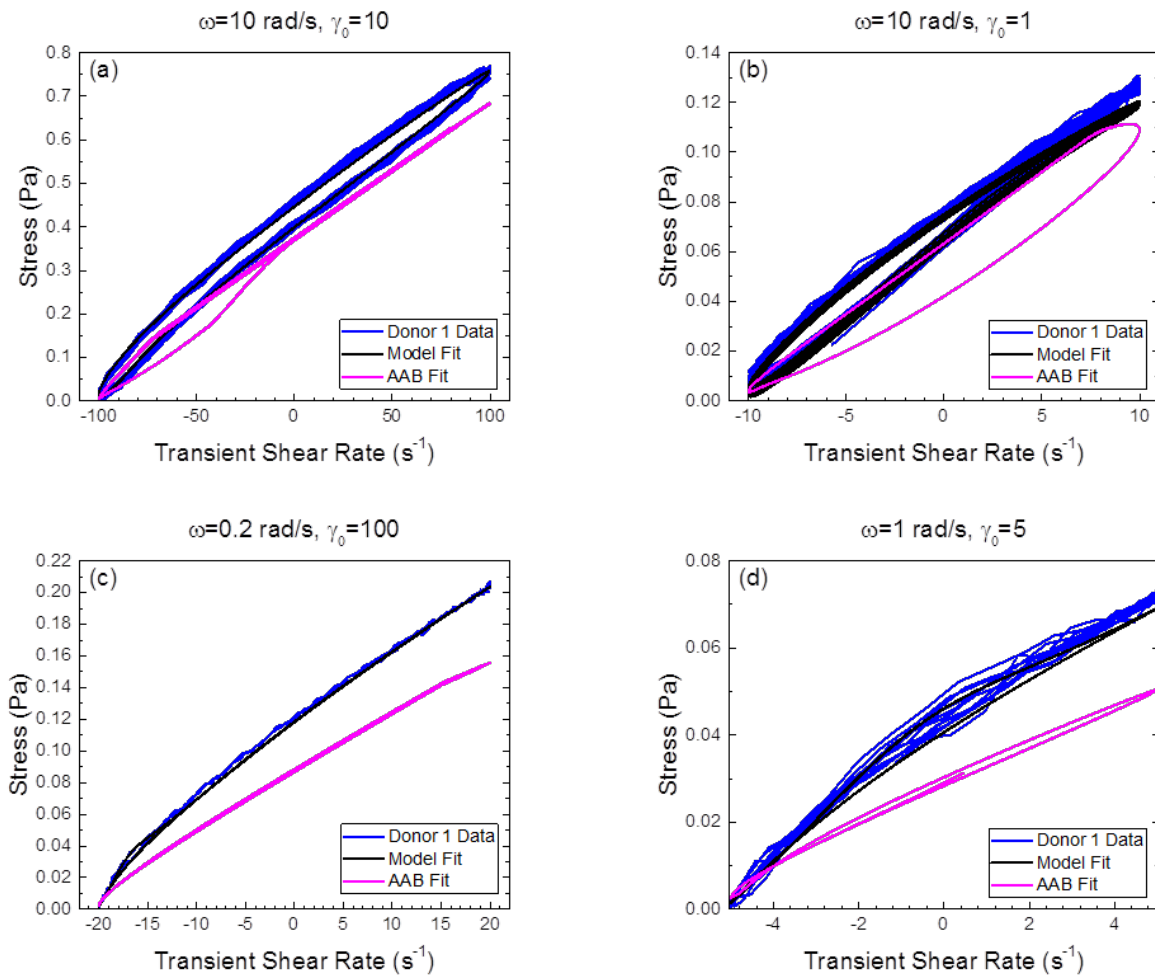 ω=10 rad/s, γ₀=10
(a)
0.8
0.7
0.6
0.5
0.4
0.3
0.2
0.1
0.0
Stress (Pa)
Donor 1 Data
Model Fit
AAB Fit
-100 -50 0 50 100
Transient Shear Rate (s⁻¹)
ω=10 rad/s, γ₀=1
(b)
0.14
0.12
0.10
0.08
0.06
0.04
0.02
0.00
Stress (Pa)
Donor 1 Data
Model Fit
AAB Fit
-10 -5 0 5 10
Transient Shear Rate (s⁻¹)
ω=0.2 rad/s, γ₀=100
(c)
0.22
0.20
0.18
0.16
0.14
0.12
0.10
0.08
0.06
0.04
0.02
0.00
Stress (Pa)
Donor 1 Data
Model Fit
AAB Fit
-20 -15 -10 -5 0 5 10 15 20
Transient Shear Rate (s⁻¹)
ω=1 rad/s, γ₀=5
(d)
0.08
0.06
0.04
0.02
0.00
Stress (Pa)
Donor 1 Data
Model Fit
AAB Fit
-4 -2 0 2 4
Transient Shear Rate (s⁻¹)